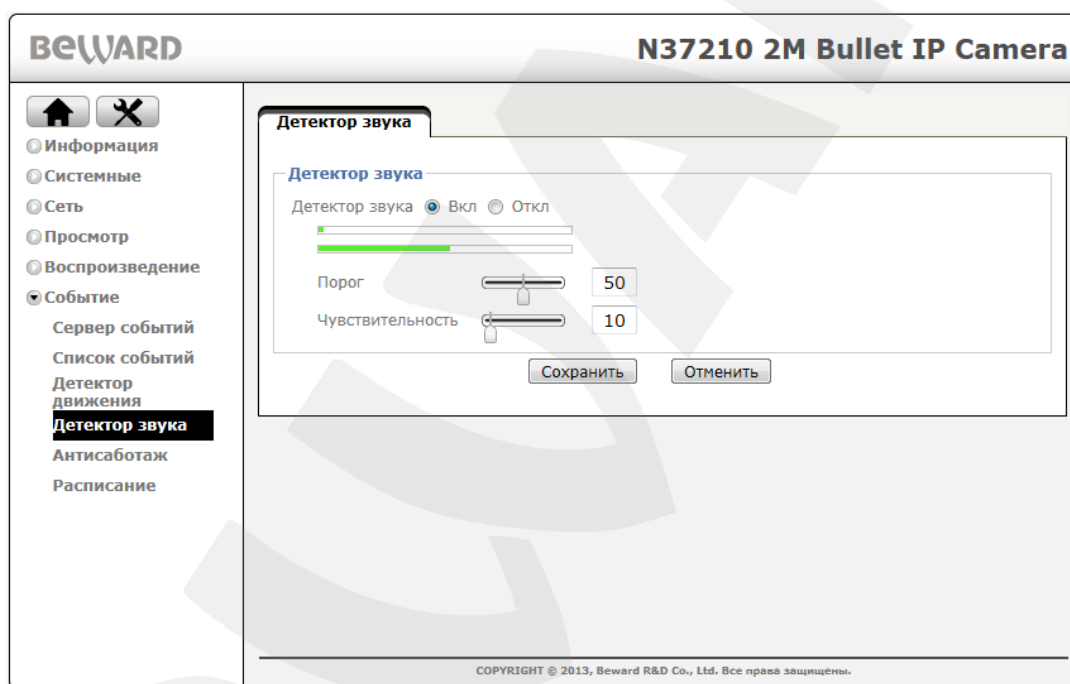 BEWARD
N37210 2M Bullet IP Camera
Информация
Системные
Сеть
Просмотр
Воспроизведение
Событие
Сервер событий
Список событий
Детектор
движения
Детектор звука
Антисаботаж
Расписание
Детектор звука
Детектор звука
Детектор звука Вкл Откл
Порог 50
Чувствительность 10
Сохранить Отменить
COPYRIGHT © 2013, Beward R&D Co., Ltd. Все права защищены.